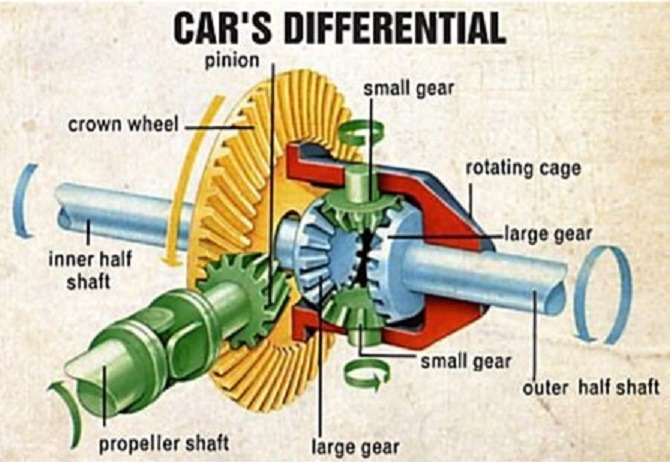 CAR'S DIFFERENTIAL
pinion
small gear
crown wheel
rotating cage
large gear
inner half
shaft
small gear
outer half shaft
propeller shaft
large gear